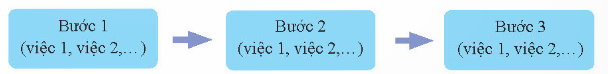 Bước 1
(việc 1, việc 2,...)
Bước 2
(việc 1, việc 2,...)
Bước 3
(việc 1, việc 2,...)